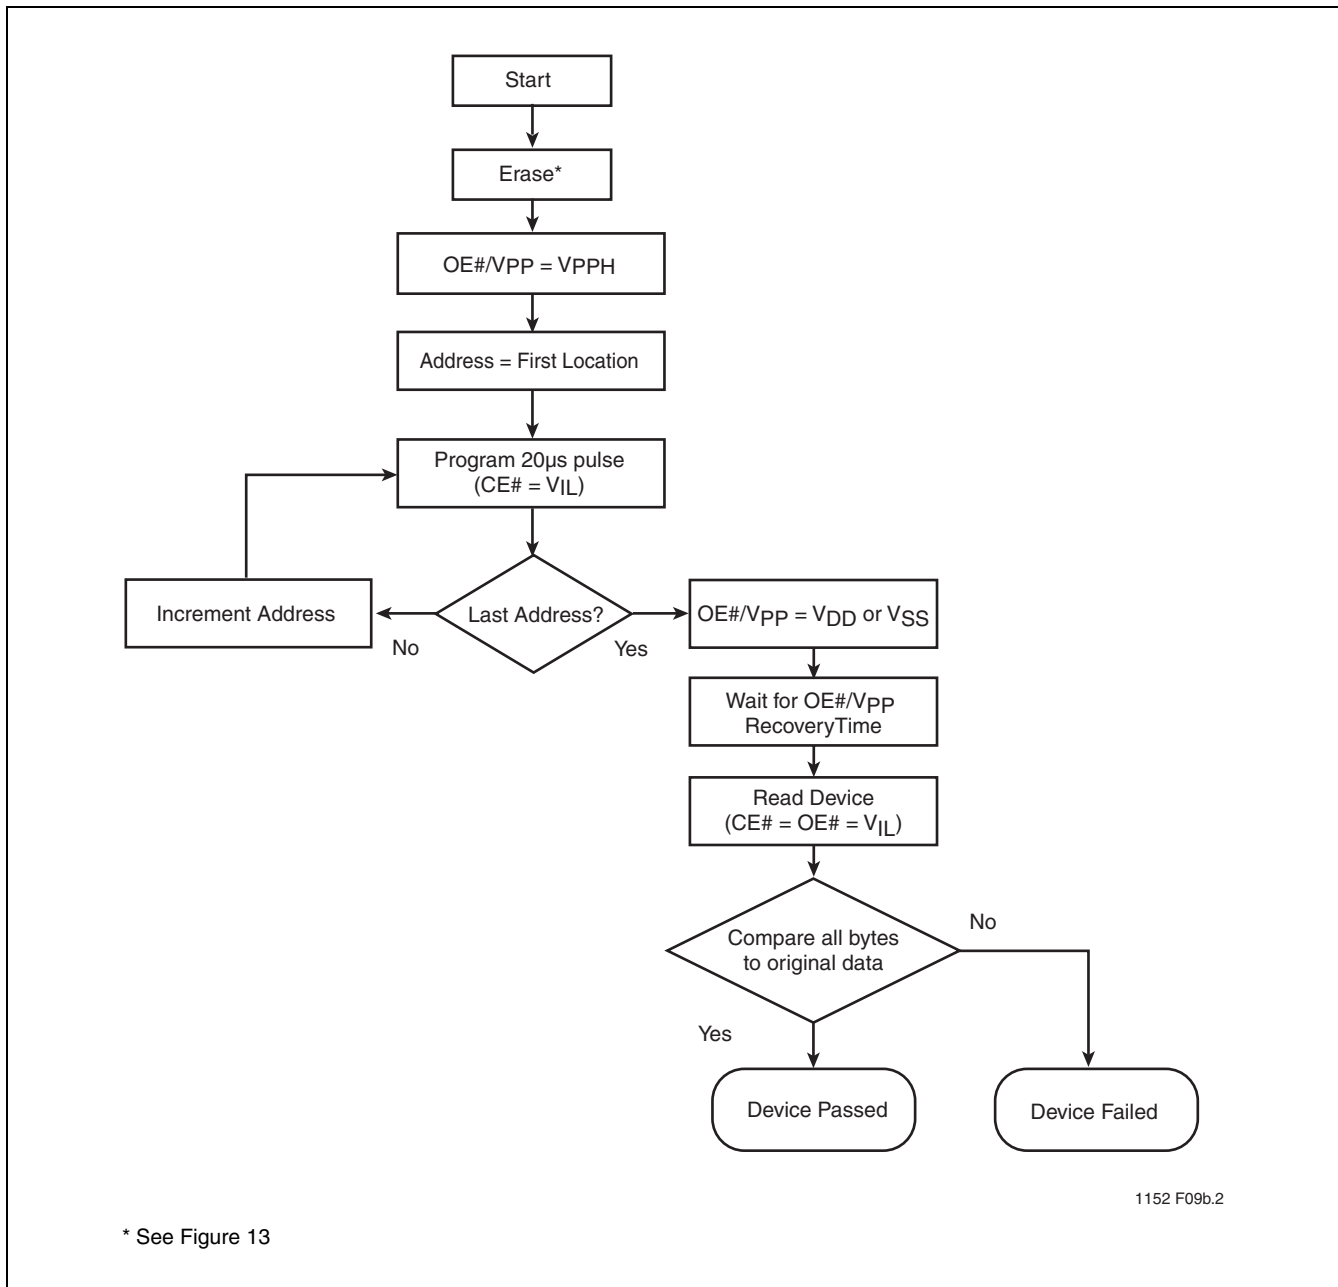 Start
Erase*
OE#/VPP = VPPH
Address = First Location
Program 20µs pulse
(CE# = VIL)
Increment Address
No
Last Address?
Yes
OE#/VPP = VDD or VSS
Wait for OE#/VPP
RecoveryTime
Read Device
(CE# = OE# = VIL)
Compare all bytes
to original data
No
Yes
Device Passed
Device Failed
1152 F09b.2
* See Figure 13